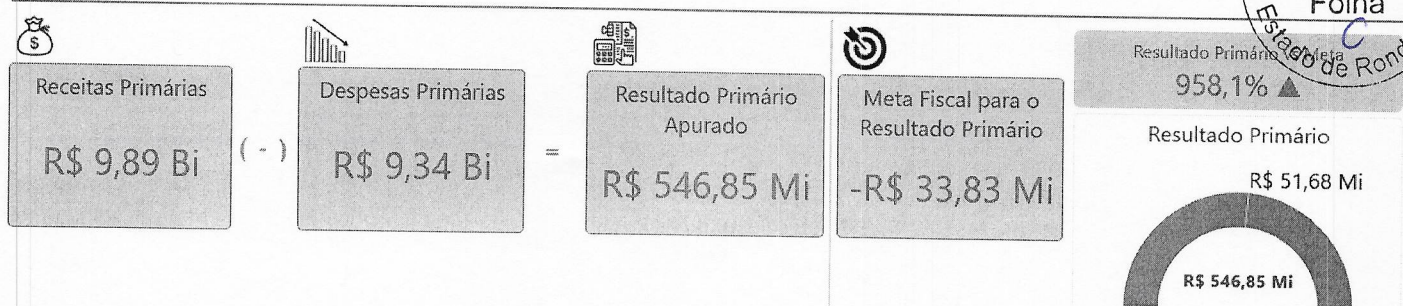 Folha
C
Estado de Rond
Receitas Primárias
R$ 9,89 Bi
( - )
Despesas Primárias
R$ 9,34 Bi
=
Resultado Primário
Apurado
R$ 546,85 Mi
Meta Fiscal para o
Resultado Primário
-R$ 33,83 Mi
Resultado Primário Meta
958,1%
Resultado Primário
R$ 51,68 Mi
R$ 546,85 Mi